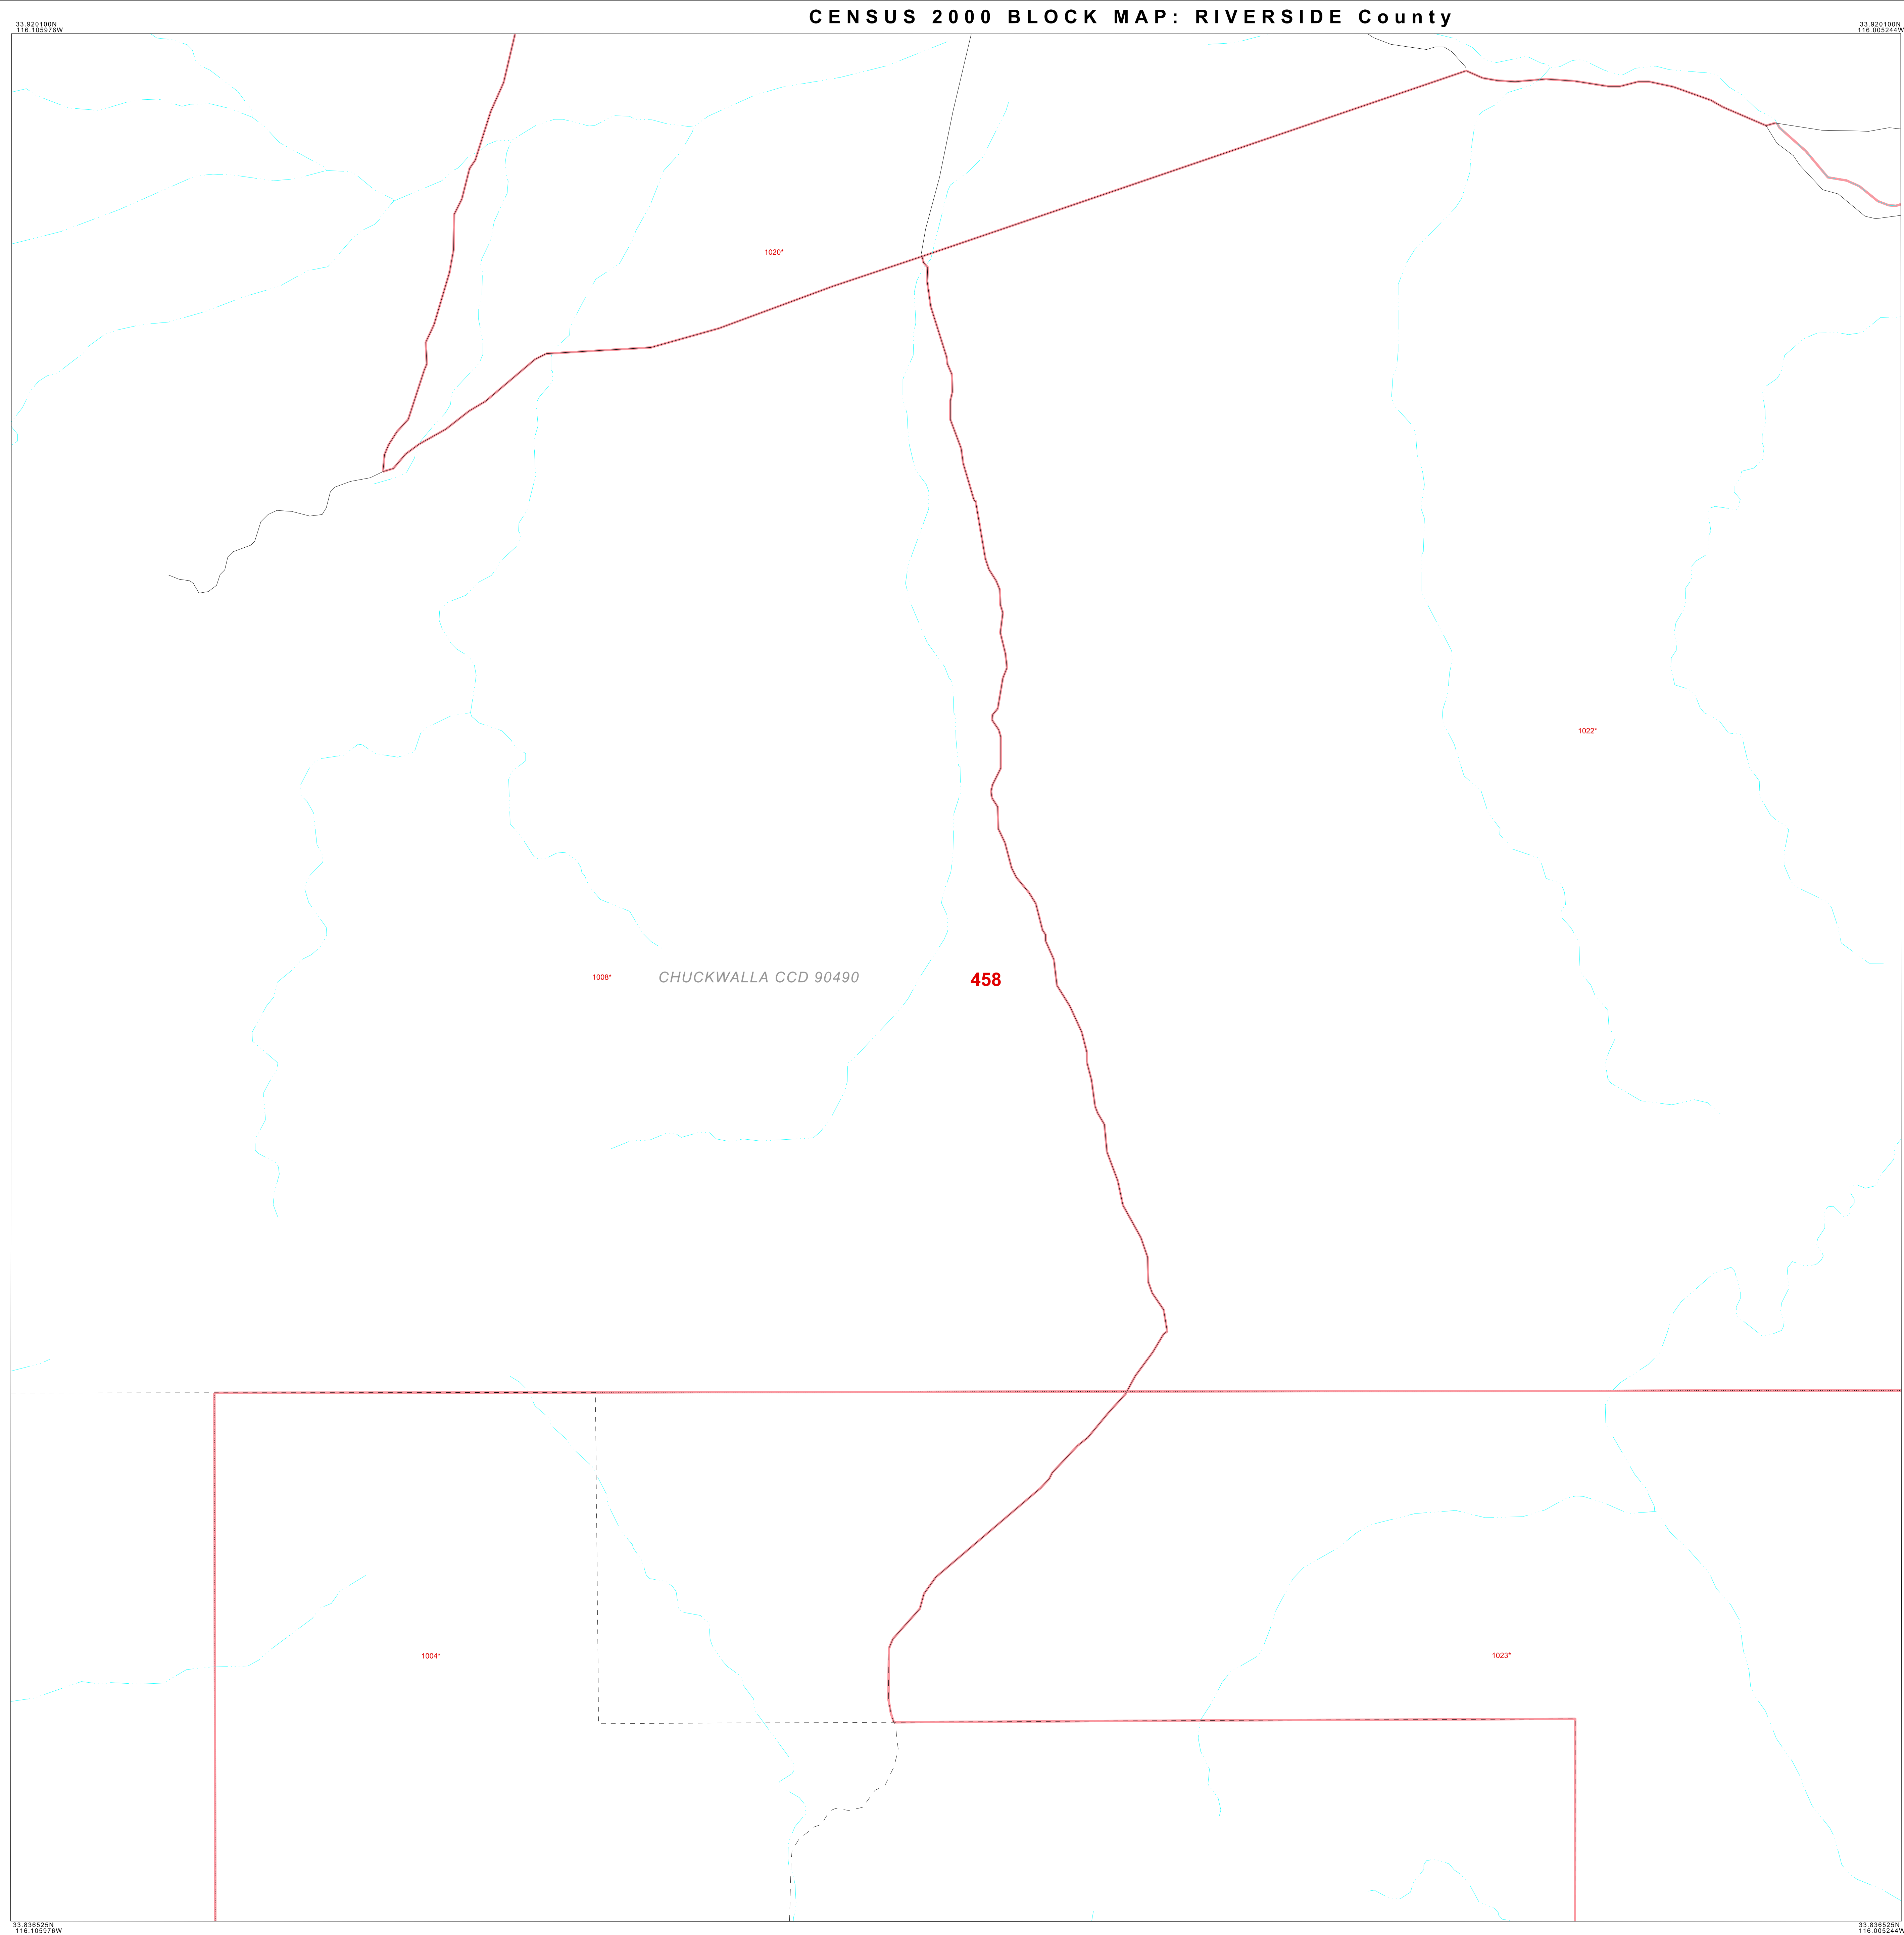 CENSUS 2000 BLOCK MAP: RIVERSIDE County
33.920100N
116.105976W
33.920100N
116.005244W
1020*
1022*
1008*
CHUCKWALLA CCD 90490
458
1004*
1023*
33.836525N
116.105976W
33.836525N
116.005244W